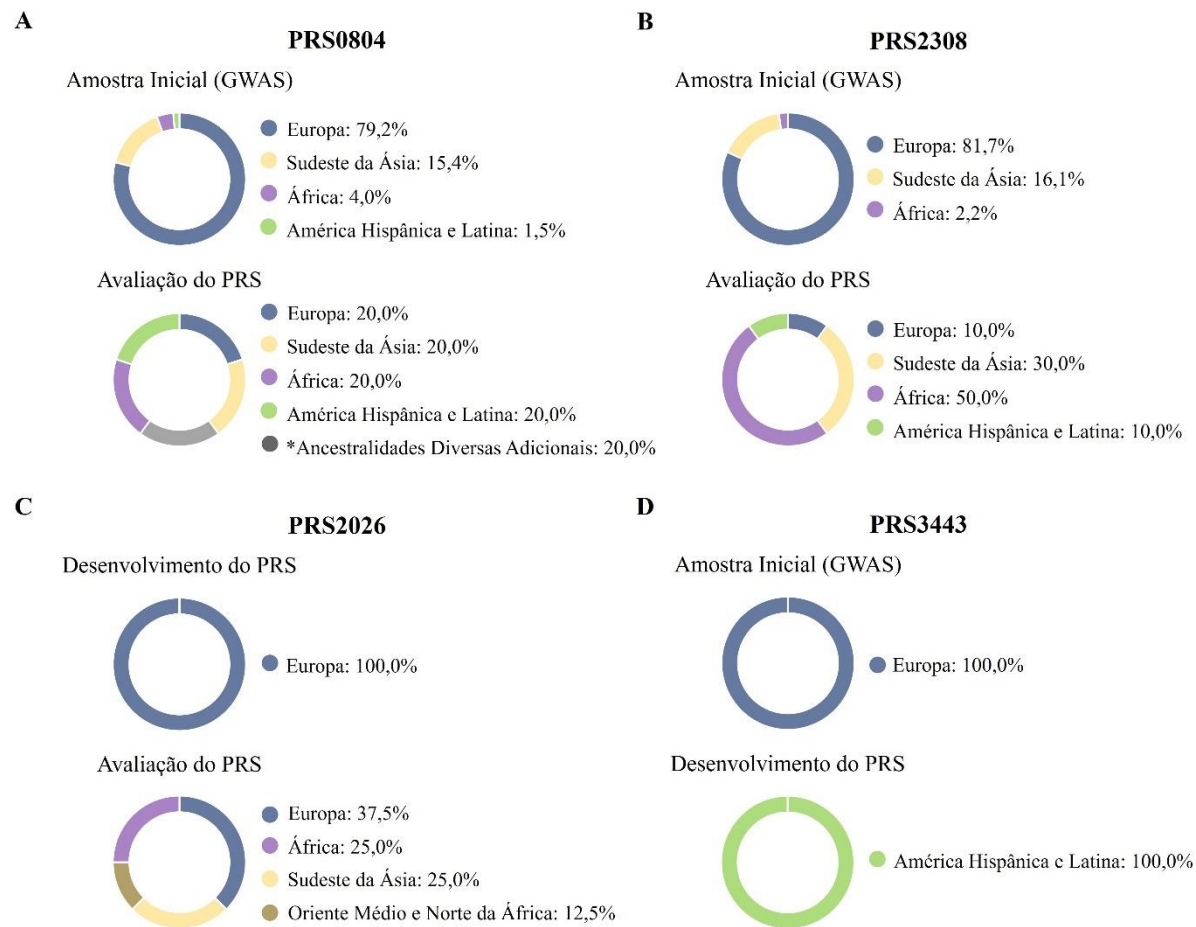 A
PRS0804
Amostra Inicial (GWAS)
Europa: 79,2%
Sudeste da Ásia: 15,4%
África: 4,0%
América Hispânica e Latina: 1,5%
Avaliação do PRS
Europa: 20,0%
Sudeste da Ásia: 20,0%
África: 20,0%
América Hispânica e Latina: 20,0%
*Ancestralidades Diversas Adicionais: 20,0%
B
PRS2308
Amostra Inicial (GWAS)
Europa: 81,7%
Sudeste da Ásia: 16,1%
África: 2,2%
Avaliação do PRS
Europa: 10,0%
Sudeste da Ásia: 30,0%
África: 50,0%
América Hispânica e Latina: 10,0%
C
PRS2026
Desenvolvimento do PRS
Europa: 100,0%
Avaliação do PRS
Europa: 37,5%
África: 25,0%
Sudeste da Ásia: 25,0%
Oriente Médio e Norte da África: 12,5%
D
PRS3443
Amostra Inicial (GWAS)
Europa: 100,0%
Desenvolvimento do PRS
América Hispânica e Latina: 100,0%